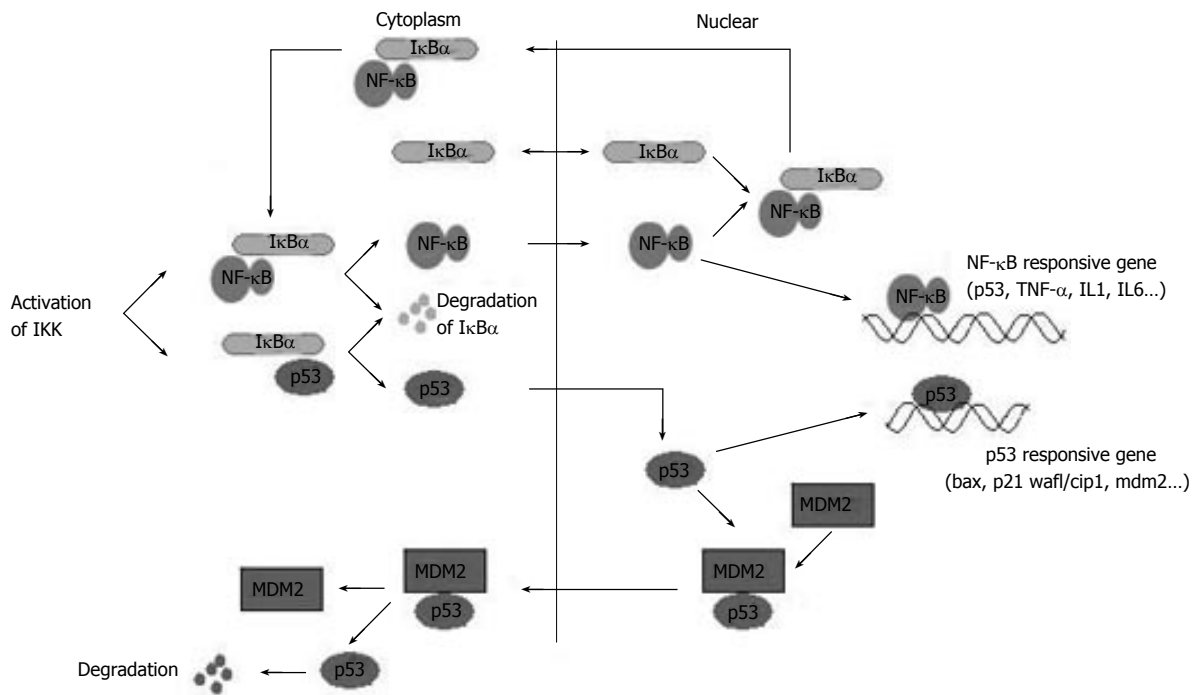 Cytoplasm
Nuclear
IκBα
NF-κB
IκBα
IκBα
IκBα
NF-κB
IκBα
NF-κB
NF-κB
NF-κB
NF-κB responsive gene
(p53, TNF-α, IL1, IL6...)
NF-κB
Activation
of IKK
Degradation
of IκBα
IκBα
p53
p53
p53
p53 responsive gene
(bax, p21 wafl/cip1, mdm2...)
p53
MDM2
MDM2
p53
MDM2
p53
MDM2
p53
Degradation